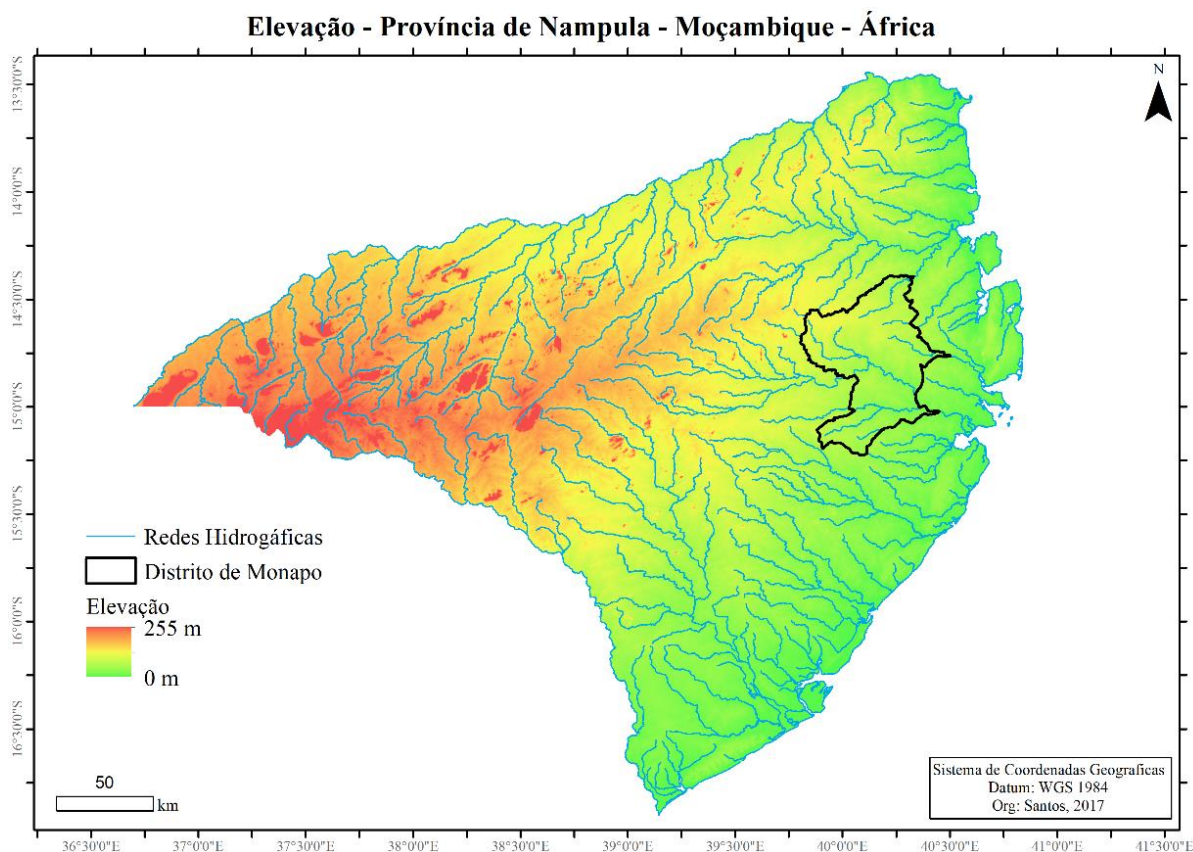 Elevação - Província de Nampula - Moçambique - África
N
13°30'0"S
14°0'0"S
14°30'0"S
15°0'0"S
15°30'0"S
16°0'0"S
16°30'0"S
Redes Hidrogáficas
Distrito de Monapo
Elevação
255 m
0 m
50
km
Sistema de Coordenadas Geograficas
Datum: WGS 1984
Org: Santos, 2017
36°30'0"E 37°0'0"E 37°30'0"E 38°0'0"E 38°30'0"E 39°0'0"E 39°30'0"E 40°0'0"E 40°30'0"E 41°0'0"E 41°30'0"E